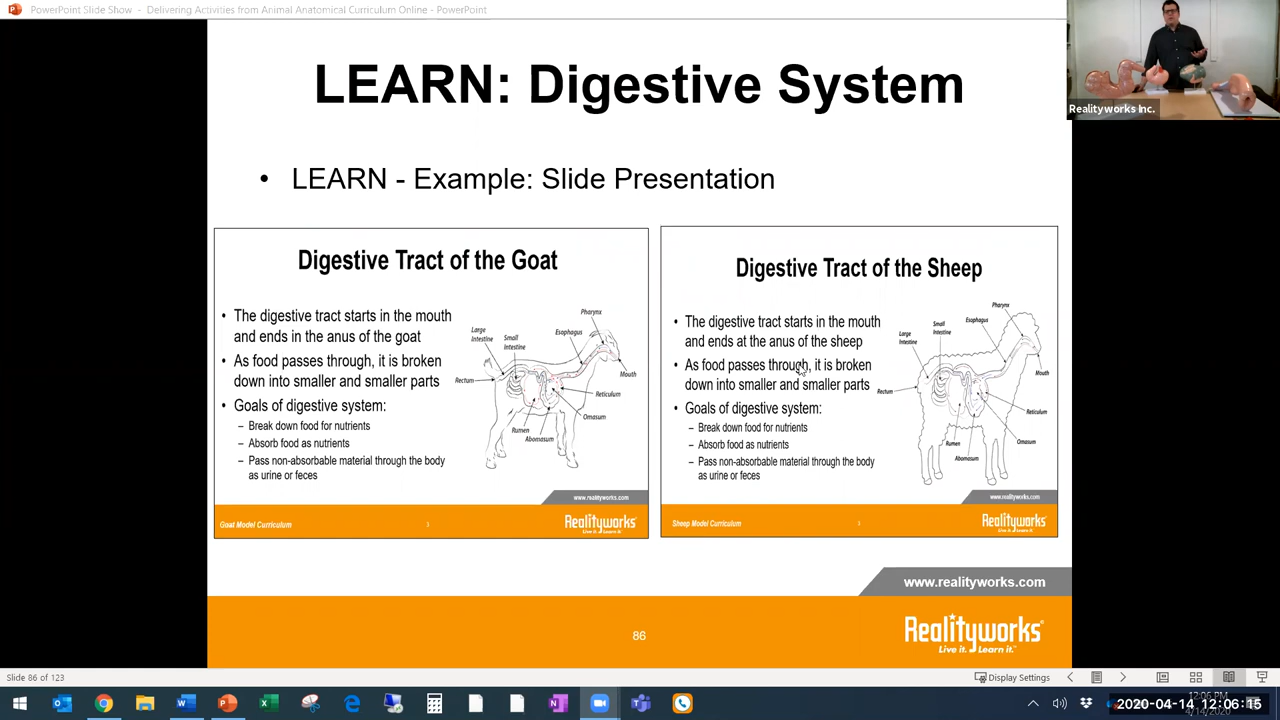 PowerPoint Slide Show - Delivering Activities from Animal Anatomical Curriculum Online - PowerPoint
Realityworks Inc.
LEARN: Digestive System
• LEARN - Example: Slide Presentation
Digestive Tract of the Goat
• The digestive tract starts in the mouth
and ends in the anus of the goat
• As food passes through, it is broken
down into smaller and smaller parts
• Goals of digestive system:
– Break down food for nutrients
– Absorb food as nutrients
– Pass non-absorbable material through the body
as urine or feces
Pharynx
Esophagus
Large
Intestine
Small
Intestine
Mouth
Rectum
Reticulum
Omasum
Rumen
Abomasum
www.realityworks.com
Goat Model Curriculum
3
Realityworks
Live it. Learn it.
Digestive Tract of the Sheep
• The digestive tract starts in the mouth
and ends at the anus of the sheep
• As food passes through, it is broken
down into smaller and smaller parts
• Goals of digestive system:
– Break down food for nutrients
– Absorb food as nutrients
– Pass non-absorbable material through the body
as urine or feces
Pharynx
Esophagus
Small
Intestine
Large
Intestine
Mouth
Rectum
Reticulum
Omasum
Rumen
Abomasum
www.realityworks.com
Sheep Model Curriculum
3
Realityworks
Live it. Learn it.
www.realityworks.com
86
Realityworks
Live it. Learn it.™
Slide 86 of 123
Display Settings
12:06 PM
2020-04-14 12:06:15
4/14/2020